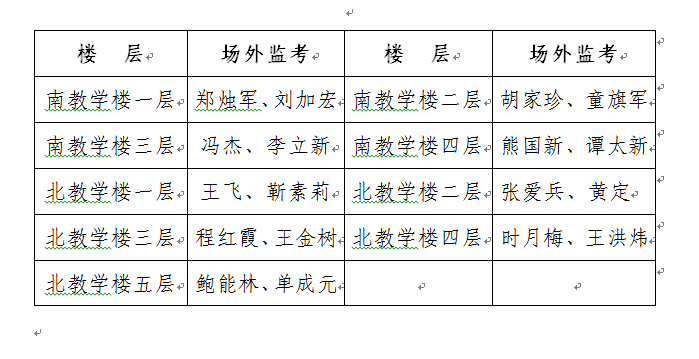 楼 层 场外监考 楼 层 场外监考
南教学楼一层 郑烛军、刘加宏 南教学楼二层 胡家珍、童旗军
南教学楼三层 冯杰、李立新 南教学楼四层 熊国新、谭太新
北教学楼一层 王飞、靳素莉 北教学楼二层 张爱兵、黄定
北教学楼三层 程红霞、王金树 北教学楼四层 时月梅、王洪炜
北教学楼五层 鲍能林、单成元